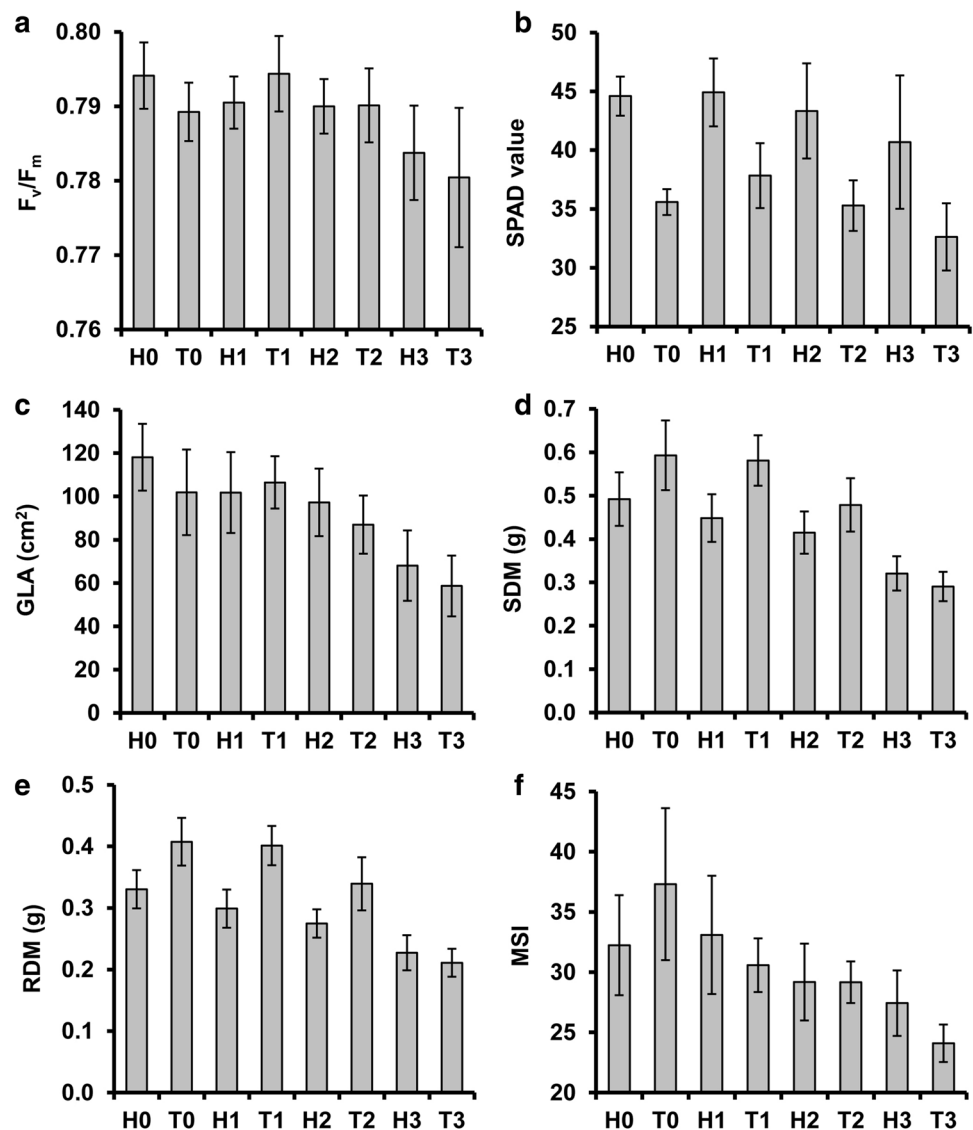 a
0.80
0.79
0.78
0.77
0.76
Fv/Fm
H0 T0 H1 T1 H2 T2 H3 T3
b
50
45
40
35
30
25
SPAD value
H0 T0 H1 T1 H2 T2 H3 T3
c
140
120
100
80
60
40
20
0
GLA (cm²)
H0 T0 H1 T1 H2 T2 H3 T3
d
0.7
0.6
0.5
0.4
0.3
0.2
0.1
0.0
SDM (g)
H0 T0 H1 T1 H2 T2 H3 T3
e
0.5
0.4
0.3
0.2
0.1
0.0
RDM (g)
H0 T0 H1 T1 H2 T2 H3 T3
f
45
40
35
30
25
20
MSI
H0 T0 H1 T1 H2 T2 H3 T3